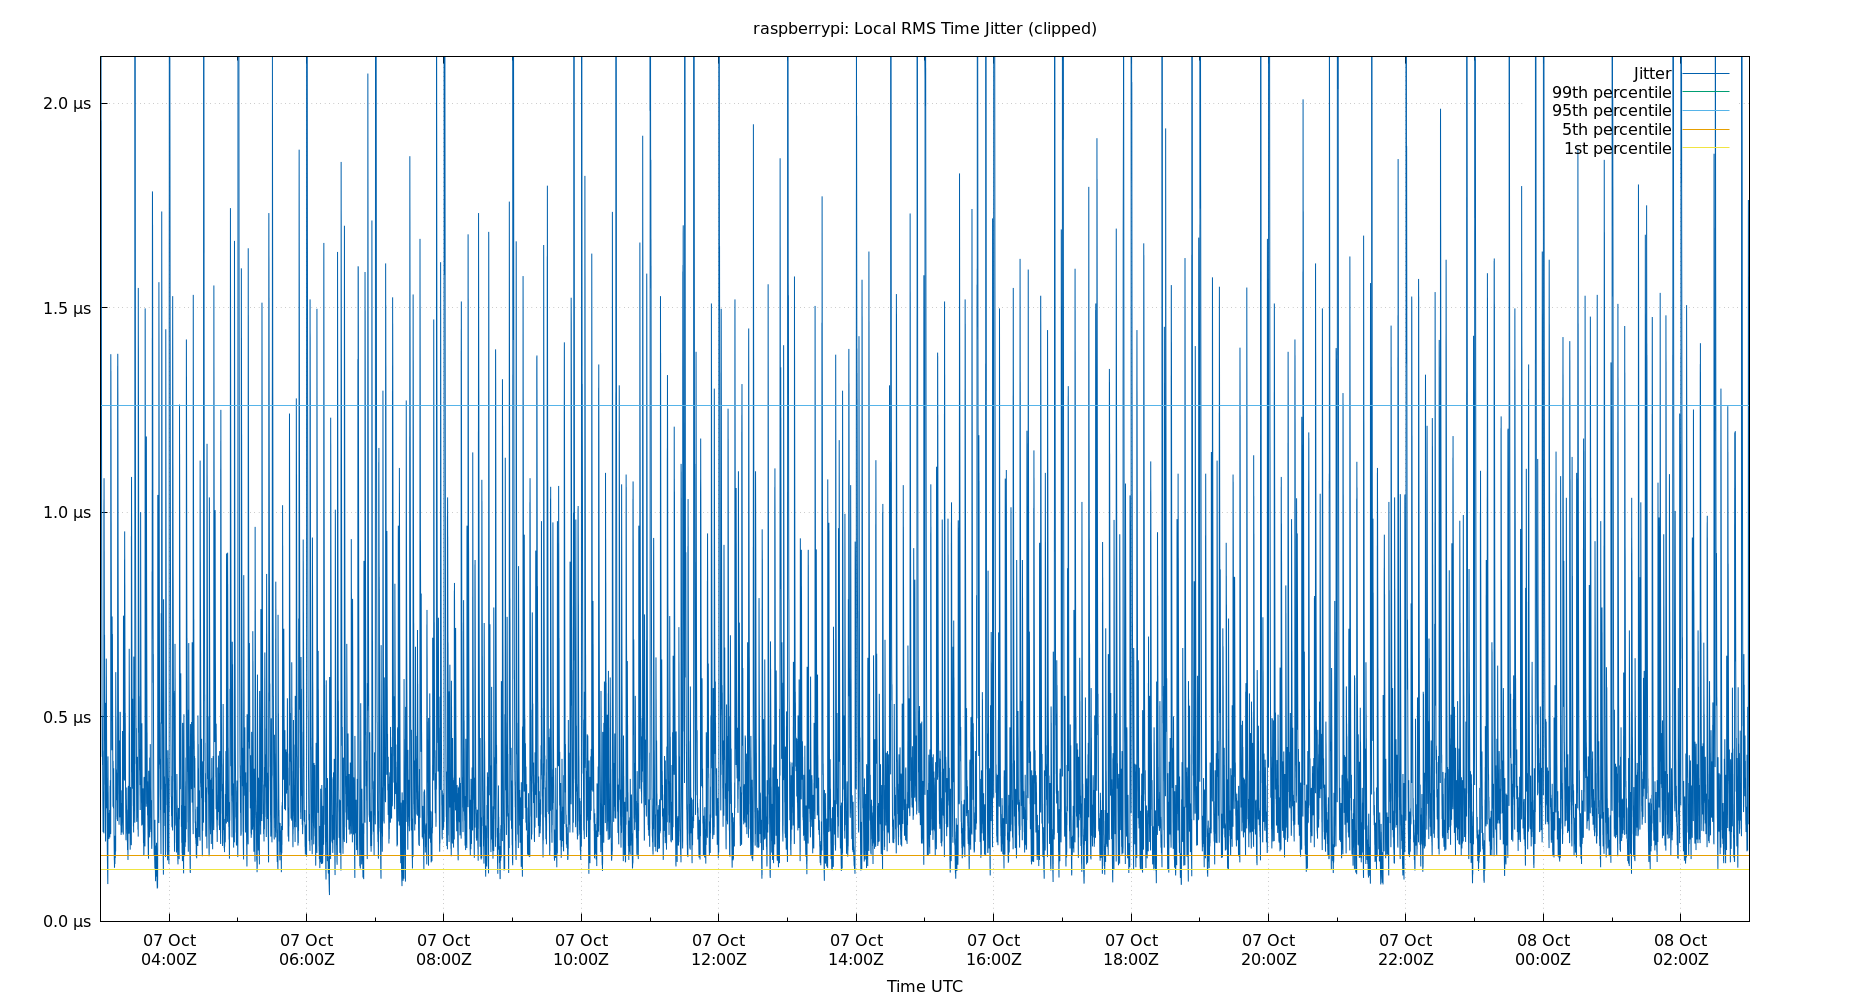 raspberrypi: Local RMS Time Jitter (clipped)
Jitter
99th percentile
95th percentile
5th percentile
1st percentile
2.0 µs
1.5 µs
1.0 µs
0.5 µs
0.0 µs
07 Oct 07 Oct 07 Oct 07 Oct 07 Oct 07 Oct 07 Oct 07 Oct 07 Oct 07 Oct 08 Oct 08 Oct
04:00Z 06:00Z 08:00Z 10:00Z 12:00Z 14:00Z 16:00Z 18:00Z 20:00Z 22:00Z 00:00Z 02:00Z
Time UTC